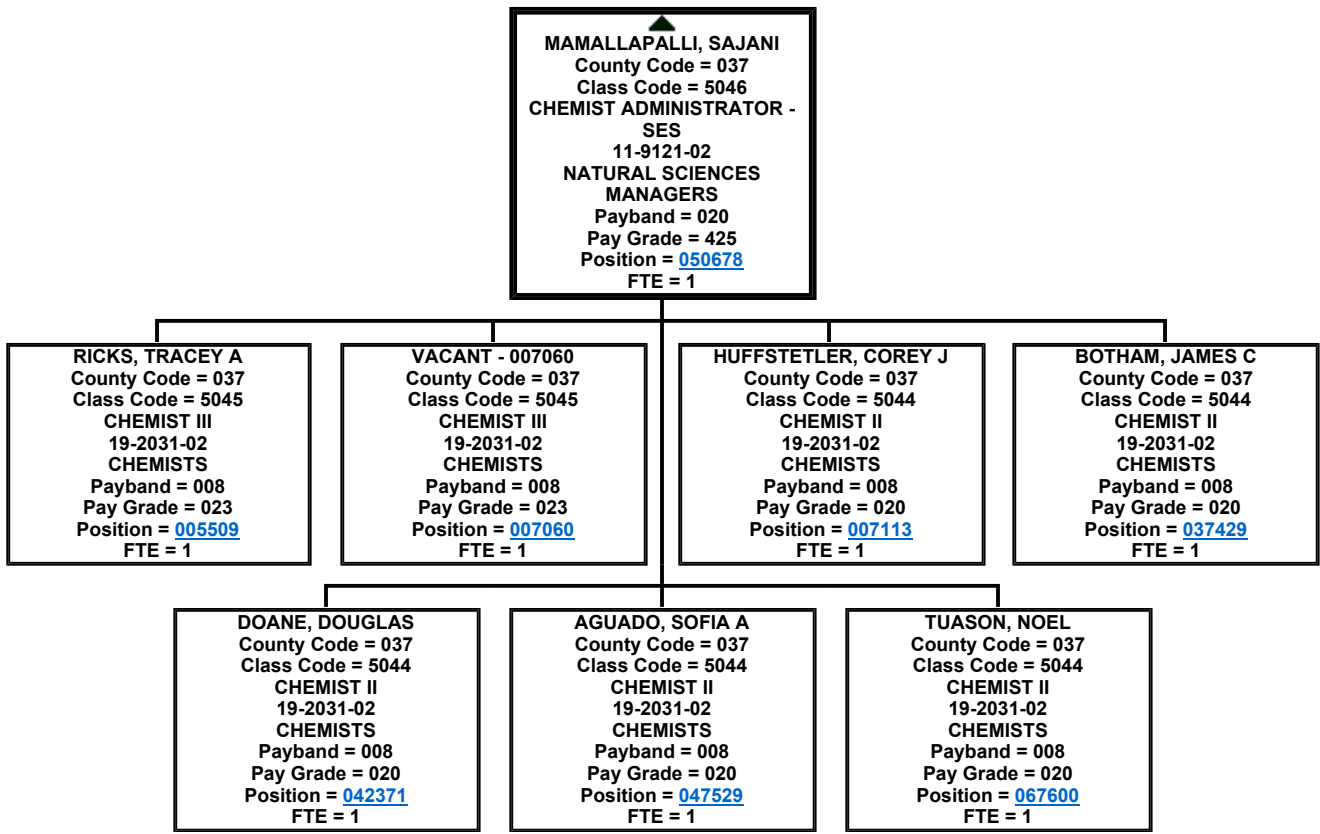 MAMALLAPALLI, SAJANI
County Code = 037
Class Code = 5046
CHEMIST ADMINISTRATOR -
SES
11-9121-02
NATURAL SCIENCES
MANAGERS
Payband = 020
Pay Grade = 425
Position = 050678
FTE = 1
RICKS, TRACEY A
County Code = 037
Class Code = 5045
CHEMIST III
19-2031-02
CHEMISTS
Payband = 008
Pay Grade = 023
Position = 005509
FTE = 1
VACANT - 007060
County Code = 037
Class Code = 5045
CHEMIST III
19-2031-02
CHEMISTS
Payband = 008
Pay Grade = 023
Position = 007060
FTE = 1
HUFFSTETLER, COREY J
County Code = 037
Class Code = 5044
CHEMIST II
19-2031-02
CHEMISTS
Payband = 008
Pay Grade = 020
Position = 007113
FTE = 1
BOTHAM, JAMES C
County Code = 037
Class Code = 5044
CHEMIST II
19-2031-02
CHEMISTS
Payband = 008
Pay Grade = 020
Position = 037429
FTE = 1
DOANE, DOUGLAS
County Code = 037
Class Code = 5044
CHEMIST II
19-2031-02
CHEMISTS
Payband = 008
Pay Grade = 020
Position = 042371
FTE = 1
AGUADO, SOFIA A
County Code = 037
Class Code = 5044
CHEMIST II
19-2031-02
CHEMISTS
Payband = 008
Pay Grade = 020
Position = 047529
FTE = 1
TUASON, NOEL
County Code = 037
Class Code = 5044
CHEMIST II
19-2031-02
CHEMISTS
Payband = 008
Pay Grade = 020
Position = 067600
FTE = 1